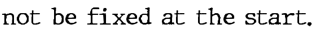 not be fixed at the start.